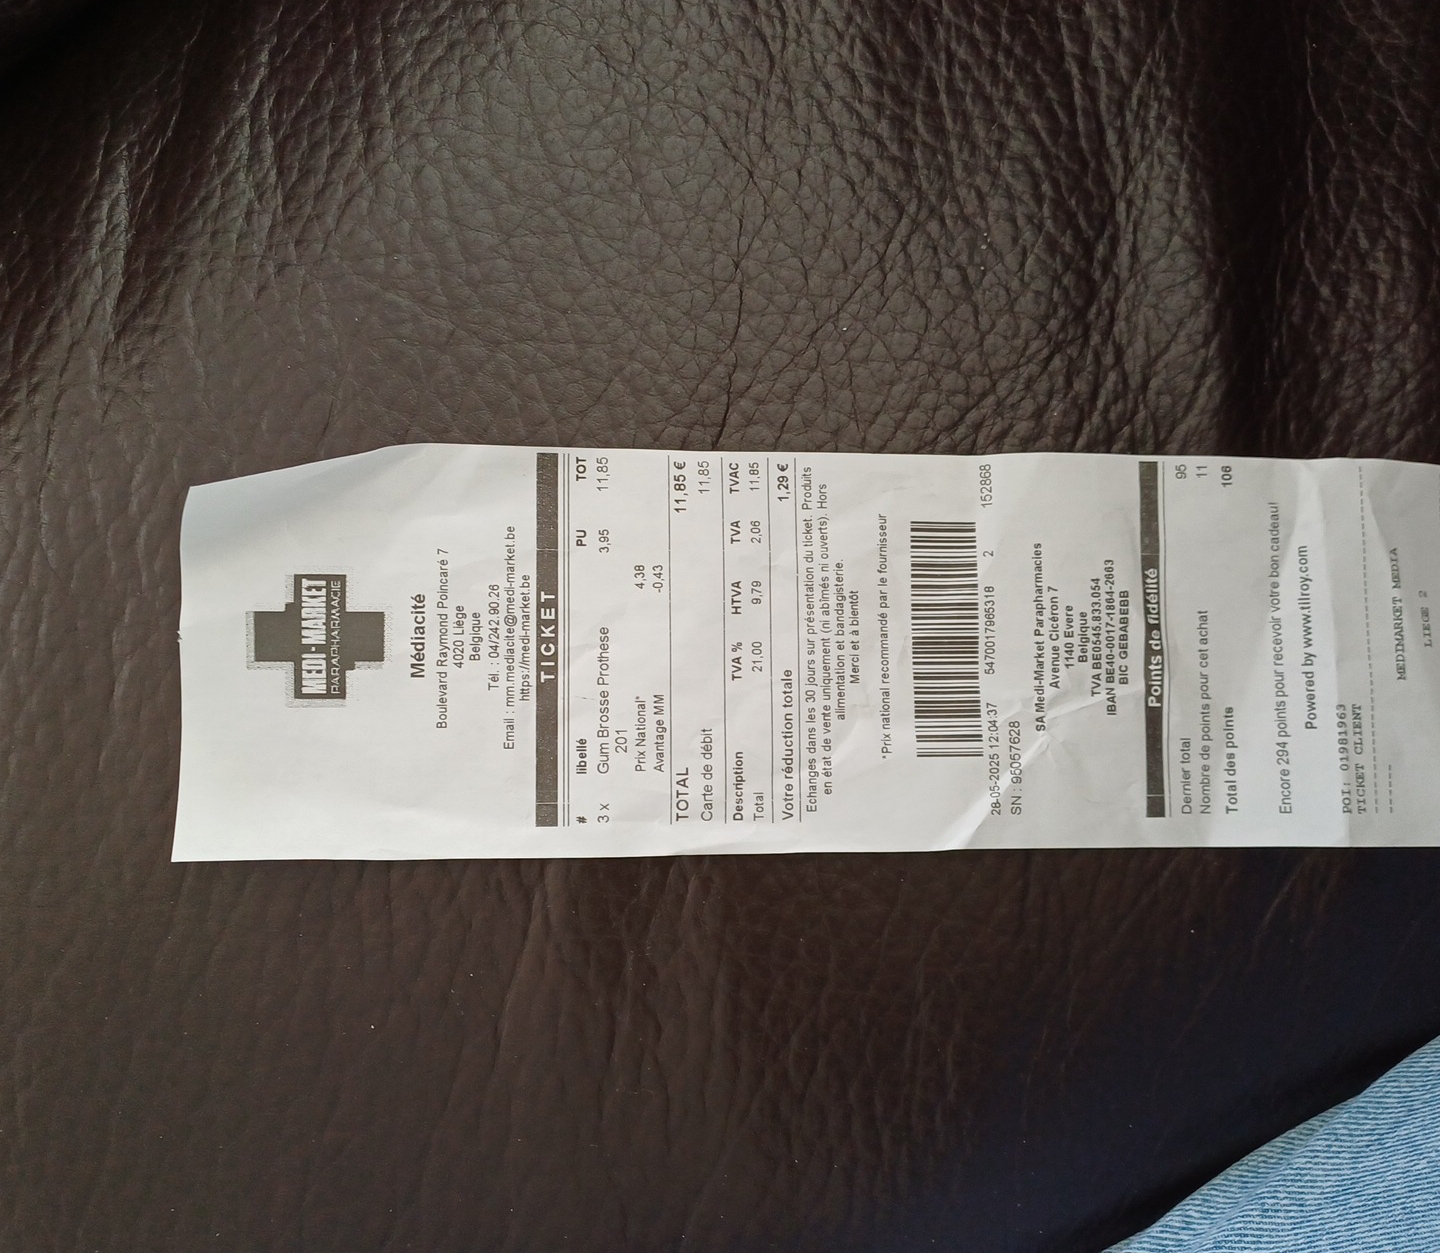 MEDI-MARKET
PARAPHARMACIE
Médiacité
Boulevard Raymond Poincaré 7
4020 Liège
Belgique
Tél. : 04/242.90.26
Email : mm.mediacite@medi-market.be
https://medi-market.be
TICKET
# libellé PU TOT
3 x Gum Brosse Prothese 3,95 11,85
201
Prix National* 4,38
Avantage MM -0,43
TOTAL 11,85 €
Carte de débit 11,85
Description TVA % HTVA TVA TVAC
Total 21,00 9,79 2,06 11,85
Votre réduction totale 1,29 €
Echanges dans les 30 jours sur présentation du ticket. Produits
en état de vente uniquement (ni abîmés ni ouverts). Hors
alimentation et bandagisterie.
Merci et à bientôt
*Prix national recommandé par le fournisseur
28-05-2025 12:04:37 5470017965318 2 152868
SN : 95057628
SA Medi-Market Parapharmacies
Avenue Cicéron 7
1140 Evere
Belgique
TVA BE0545.833.054
IBAN BE40-0017-1864-2663
BIC GEBABEBB
Points de fidélité
Dernier total 95
Nombre de points pour cet achat 11
Total des points 106
Encore 294 points pour recevoir votre bon cadeau!
Powered by www.tilroy.com
POI: 01981963
TICKET CLIENT
MEDIMARKET MEDIA
LIEGE 2